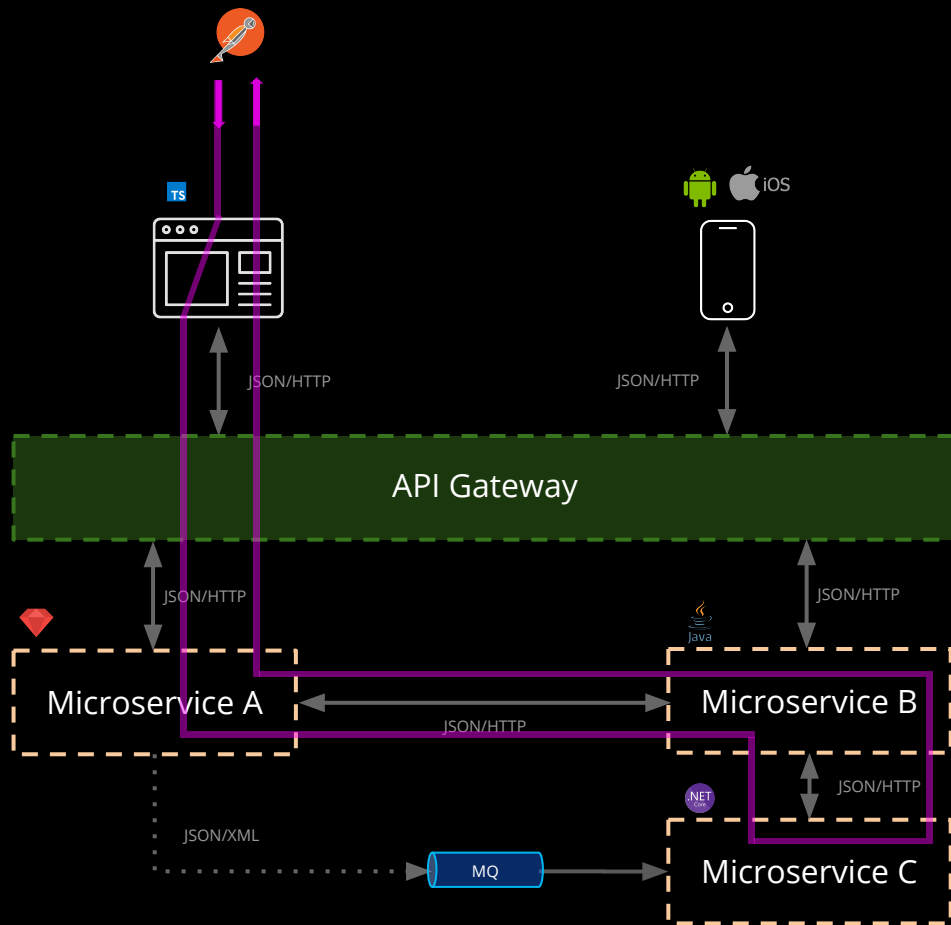 TS
iOS
JSON/HTTP
JSON/HTTP
API Gateway
JSON/HTTP
JSON/HTTP
Java
Microservice A
Microservice B
JSON/HTTP
JSON/HTTP
.NET
Core
JSON/XML
MQ
Microservice C